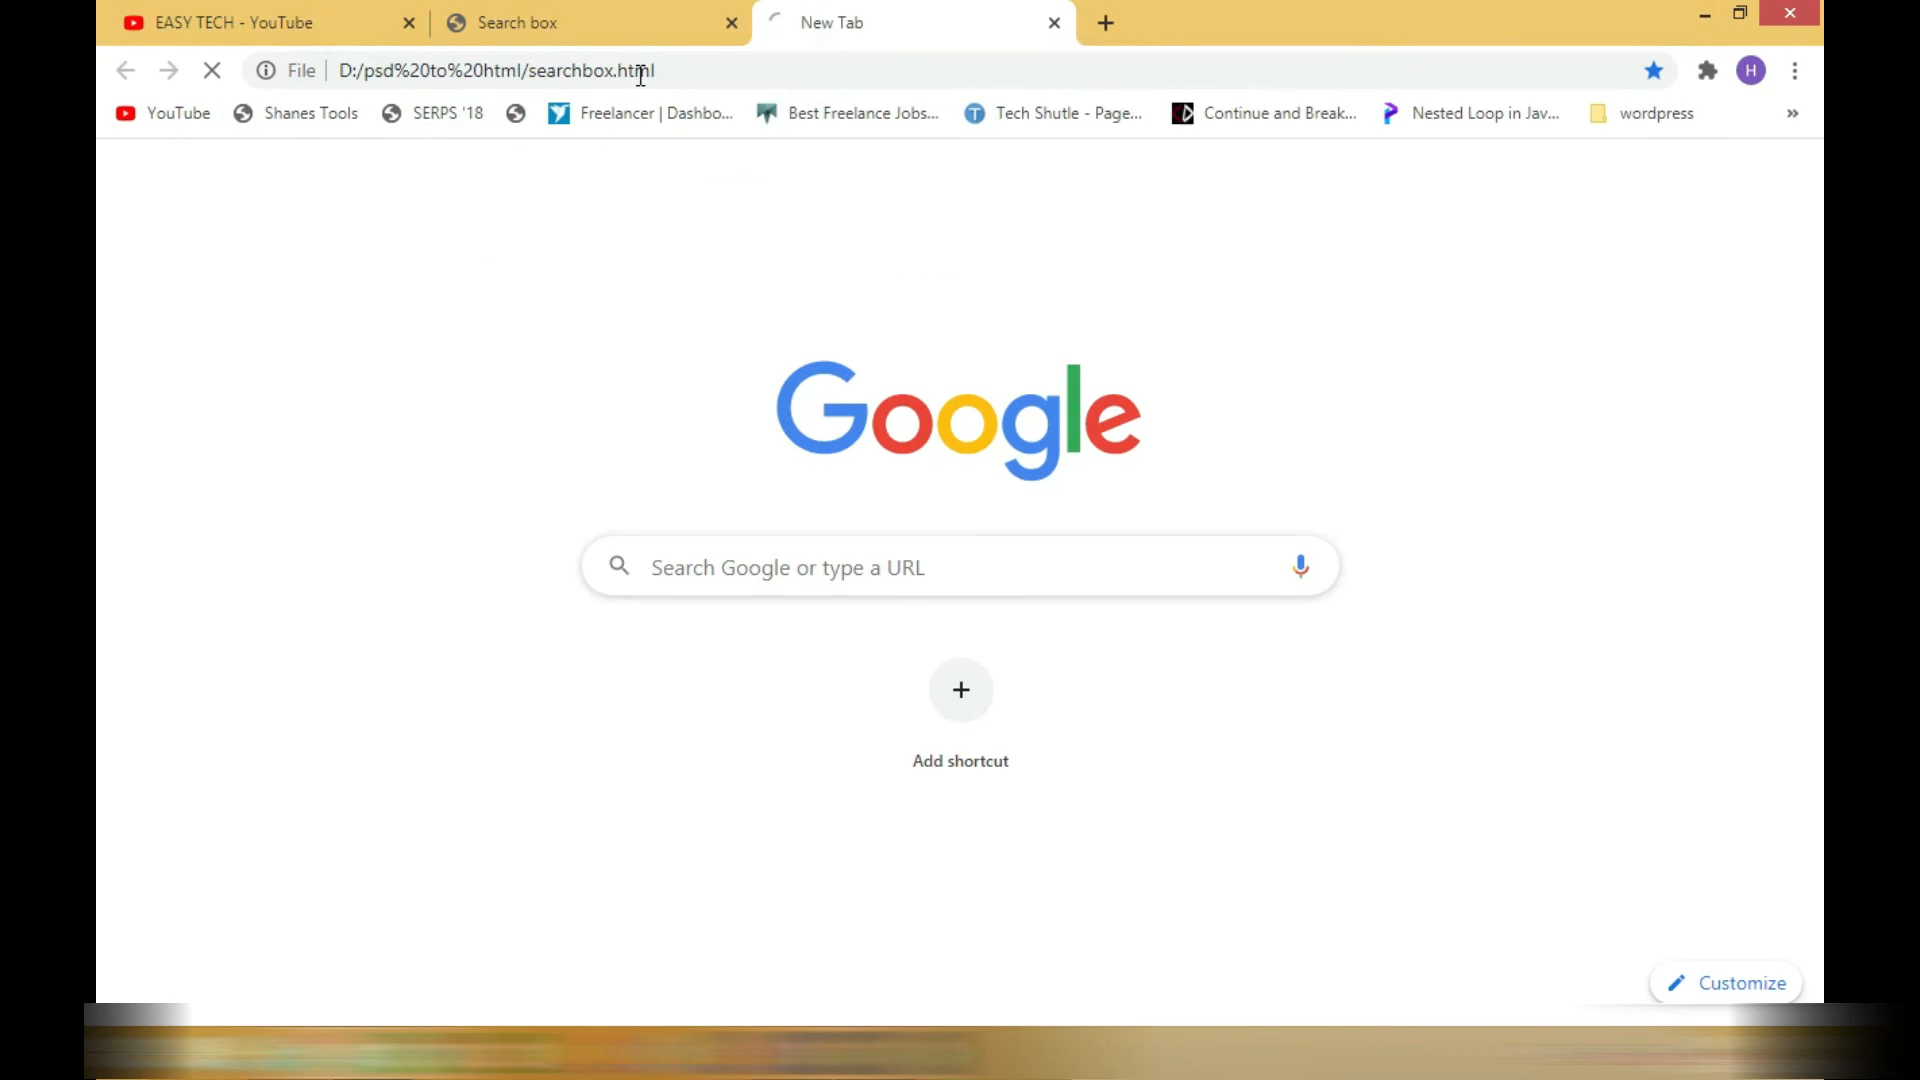 EASY TECH - YouTube
Search box
New Tab
File
D:/psd%20to%20html/searchbox.html
H
YouTube
Shanes Tools
SERPS '18
Freelancer | Dashbo...
Best Freelance Jobs...
Tech Shutle - Page...
Continue and Break...
Nested Loop in Jav...
wordpress
»
Google
Search Google or type a URL
Add shortcut
Customize